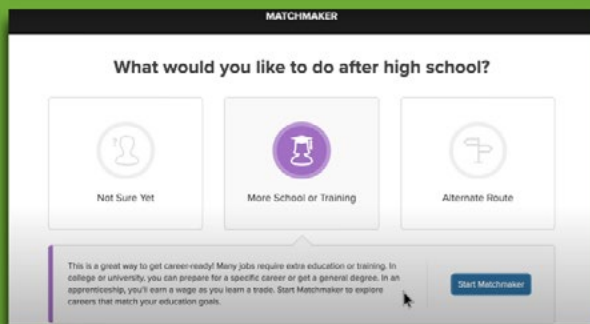 MATCHMAKER
What would you like to do after high school?
Not Sure Yet
More School or Training
Alternate Route
This is a great way to get career-ready! Many jobs require extra education or training. In
college or university, you can prepare for a specific career or get a general degree. In an
apprenticeship, you'll earn a wage as you learn a trade. Start Matchmaker to explore
careers that match your education goals.
Start Matchmaker